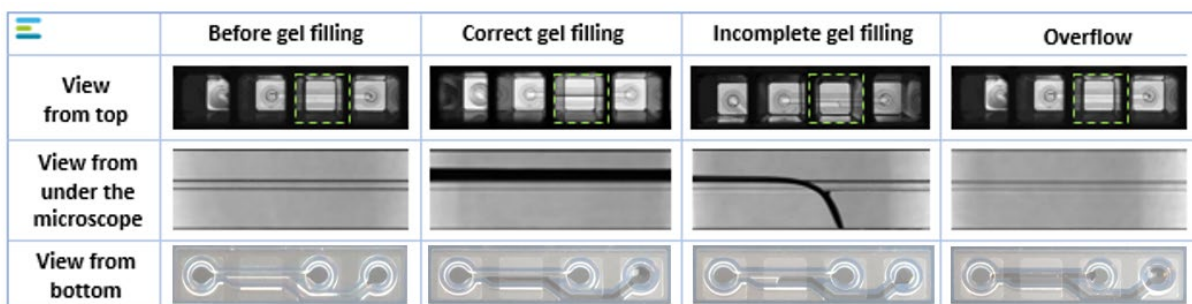 Before gel filling
Correct gel filling
Incomplete gel filling
Overflow
View
from top
View from
under the
microscope
View from
bottom